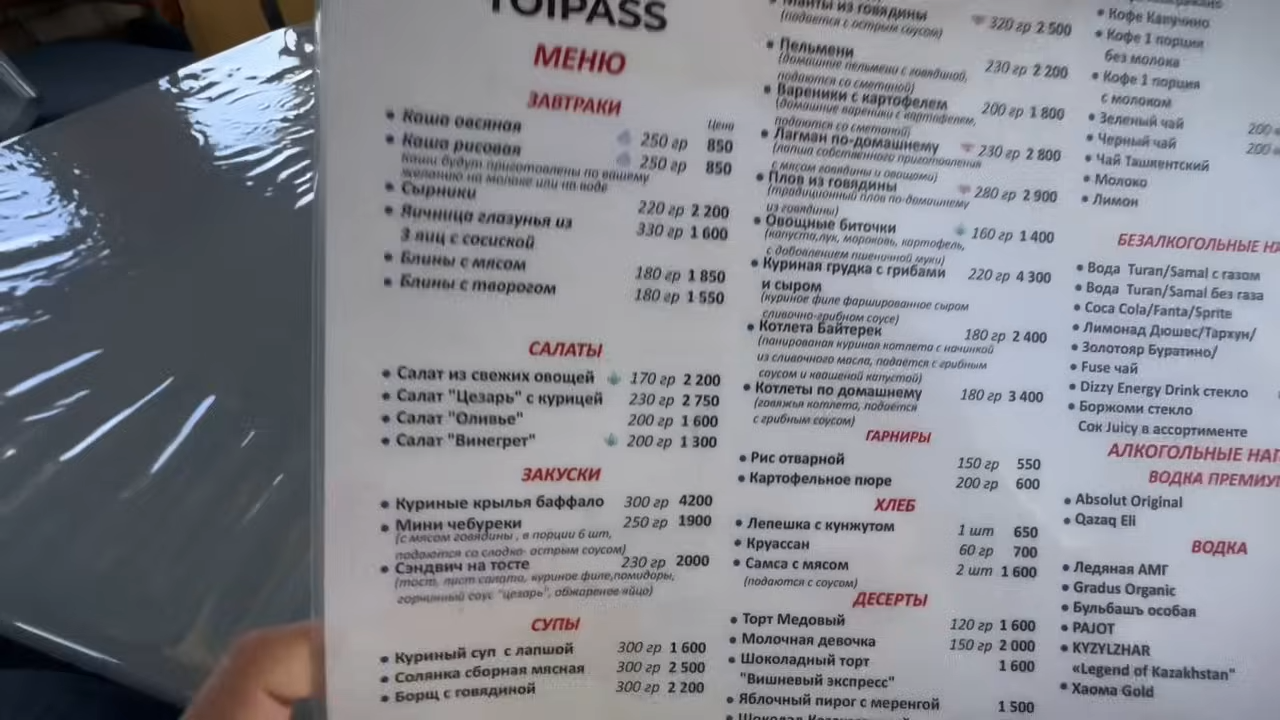 TOIPASS
МЕНЮ
ЗАВТРАКИ
Цена
• Каша овсяная 250 гр 850
• Каша рисовая 250 гр 850
Каши будут приготовлены по вашему
желанию на молоке или на воде
• Сырники 220 гр 2 200
• Яичница глазунья из 330 гр 1 600
3 яиц с сосиской
• Блины с мясом 180 гр 1 850
• Блины с творогом 180 гр 1 550
САЛАТЫ
• Салат из свежих овощей 170 гр 2 200
• Салат "Цезарь" с курицей 230 гр 2 750
• Салат "Оливье" 200 гр 1 600
• Салат "Винегрет" 200 гр 1 300
ЗАКУСКИ
• Куриные крылья баффало 300 гр 4200
• Мини чебуреки 250 гр 1900
(с мясом говядины , в порции 6 шт,
подаются со сладко- острым соусом)
• Сэндвич на тосте 230 гр 2000
(тост, лист салата, куриное филе,помидоры,
горчичный соус "цезарь", обжареное яйцо)
СУПЫ
• Куриный суп с лапшой 300 гр 1 600
• Солянка сборная мясная 300 гр 2 500
• Борщ с говядиной 300 гр 2 200
• Манты из говядины 320 гр 2 500
(подается с острым соусом)
• Пельмени 230 гр 2 200
(домашние пельмени с говядиной,
подаются со сметаной)
• Вареники с картофелем 200 гр 1 800
(домашние вареники с картофелем,
подаются со сметаной)
• Лагман по-домашнему 230 гр 2 800
(лапша собственного приготовления
с мясом говядины и овощами)
• Плов из говядины 280 гр 2 900
(традиционный плов по-домашнему
из говядины)
• Овощные биточки 160 гр 1 400
(капуста,лук, морковь, картофель,
с добавлением пшеничной муки)
• Куриная грудка с грибами 220 гр 4 300
и сыром
(куриное филе фаршированное сыром
сливочно-грибном соусе)
• Котлета Байтерек 180 гр 2 400
(панированая куриная котлета с начинкой
из сливочного масла, подается с грибным
соусом и квашеной капустой)
• Котлеты по домашнему 180 гр 3 400
(говяжья котлета, подаётся
с грибным соусом)
ГАРНИРЫ
• Рис отварной 150 гр 550
• Картофельное пюре 200 гр 600
ХЛЕБ
• Лепешка с кунжутом 1 шт 650
• Круассан 60 гр 700
• Самса с мясом 2 шт 1 600
(подаются с соусом)
ДЕСЕРТЫ
• Торт Медовый 120 гр 1 600
• Молочная девочка 150 гр 2 000
• Шоколадный торт 1 600
"Вишневый экспресс"
• Яблочный пирог с меренгой 1 500
• Шоколад
• Кофе Капучино
• Кофе 1 порция
без молока
• Кофе 1 порция
с молоком
• Зеленый чай 200
• Черный чай 200
• Чай Ташкентский
• Молоко
• Лимон
БЕЗАЛКОГОЛЬНЫЕ НА
• Вода Turan/Samal с газом
• Вода Turan/Samal без газа
• Coca Cola/Fanta/Sprite
• Лимонад Дюшес/Тархун/
• Золотояр Буратино/
• Fuse чай
• Dizzy Energy Drink стекло
• Боржоми стекло
Сок Juicy в ассортименте
АЛКОГОЛЬНЫЕ НАП
ВОДКА ПРЕМИУ
• Absolut Original
• Qazaq Eli
ВОДКА
• Ледяная АМГ
• Gradus Organic
• Бульбашъ особая
• PAJOT
• KYZYLZHAR
«Legend of Kazakhstan"
• Хаома Gold